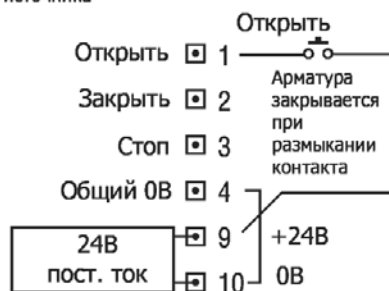 Открыть
Открыть 1
Закрыть 2
Стоп 3
Общий 0В 4
Арматура
закрывается
при
размыкании
контакта
24В
пост. ток
9 +24В
10 0В